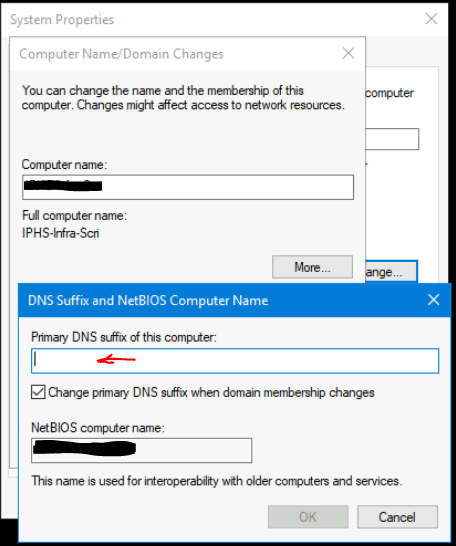 System Properties
Computer Name/Domain Changes
You can change the name and the membership of this
computer. Changes might affect access to network resources.
computer
Computer name:
Full computer name:
IPHS-Infra-Scri
More...
ange...
DNS Suffix and NetBIOS Computer Name
Primary DNS suffix of this computer:
Change primary DNS suffix when domain membership changes
NetBIOS computer name:
This name is used for interoperability with older computers and services.
OK
Cancel